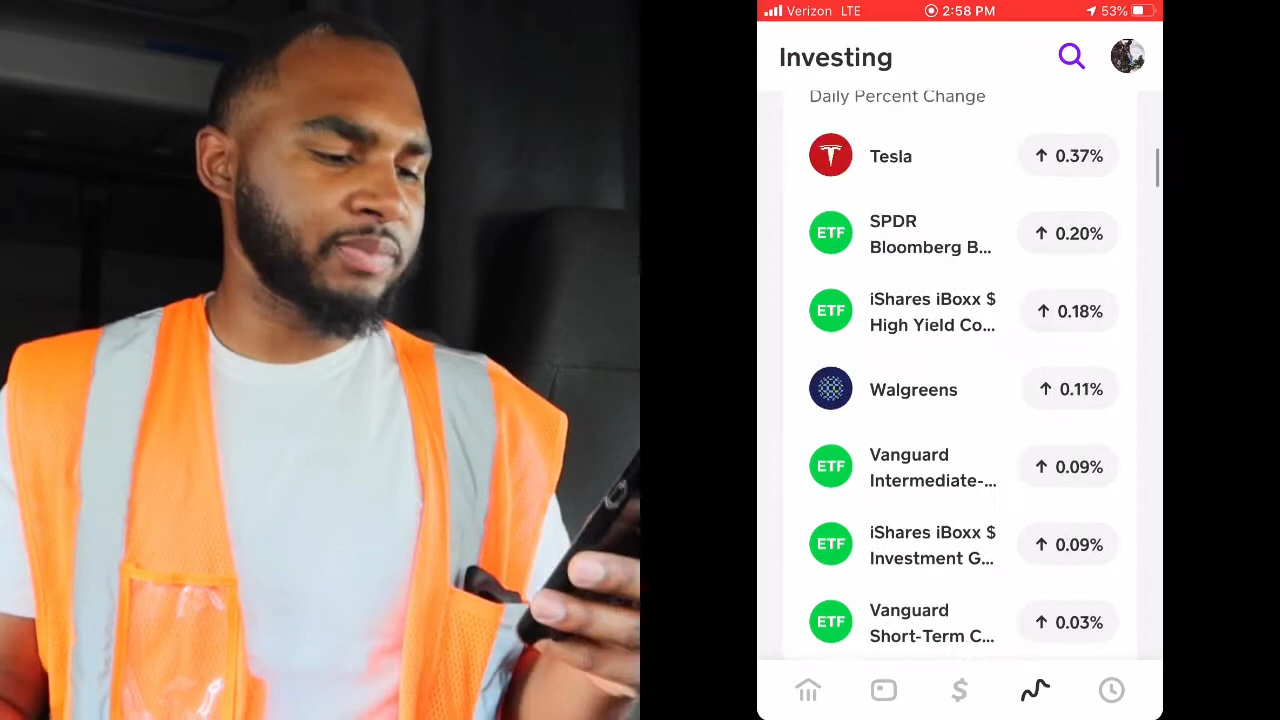 Verizon LTE 2:58 PM 53%
Investing
Daily Percent Change
Tesla ↑ 0.37%
ETF SPDR
Bloomberg B... ↑ 0.20%
ETF iShares iBoxx $
High Yield Co... ↑ 0.18%
Walgreens ↑ 0.11%
ETF Vanguard
Intermediate-... ↑ 0.09%
ETF iShares iBoxx $
Investment G... ↑ 0.09%
ETF Vanguard
Short-Term C... ↑ 0.03%
$